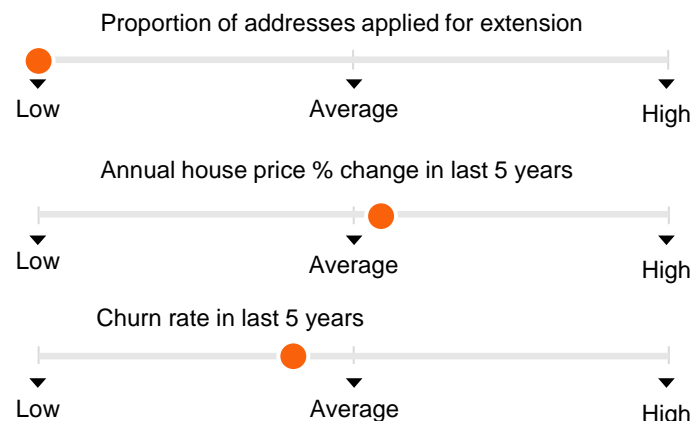 Proportion of addresses applied for extension
Low Average High
Annual house price % change in last 5 years
Low Average High
Churn rate in last 5 years
Low Average High